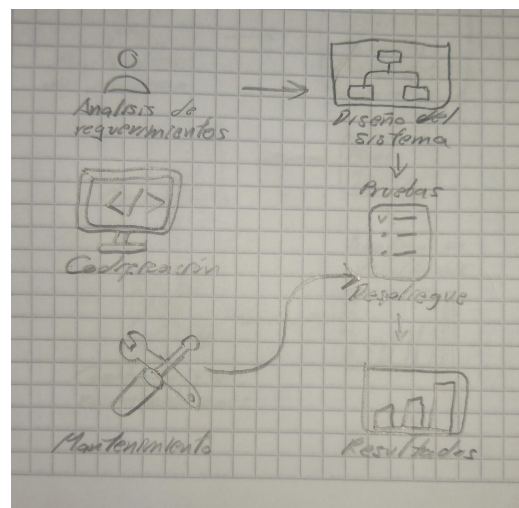 Analisis de
requerimientos
Diseño del
sistema
Pruebas
</>
Codificación
Despliegue
Mantenimiento
Resultados